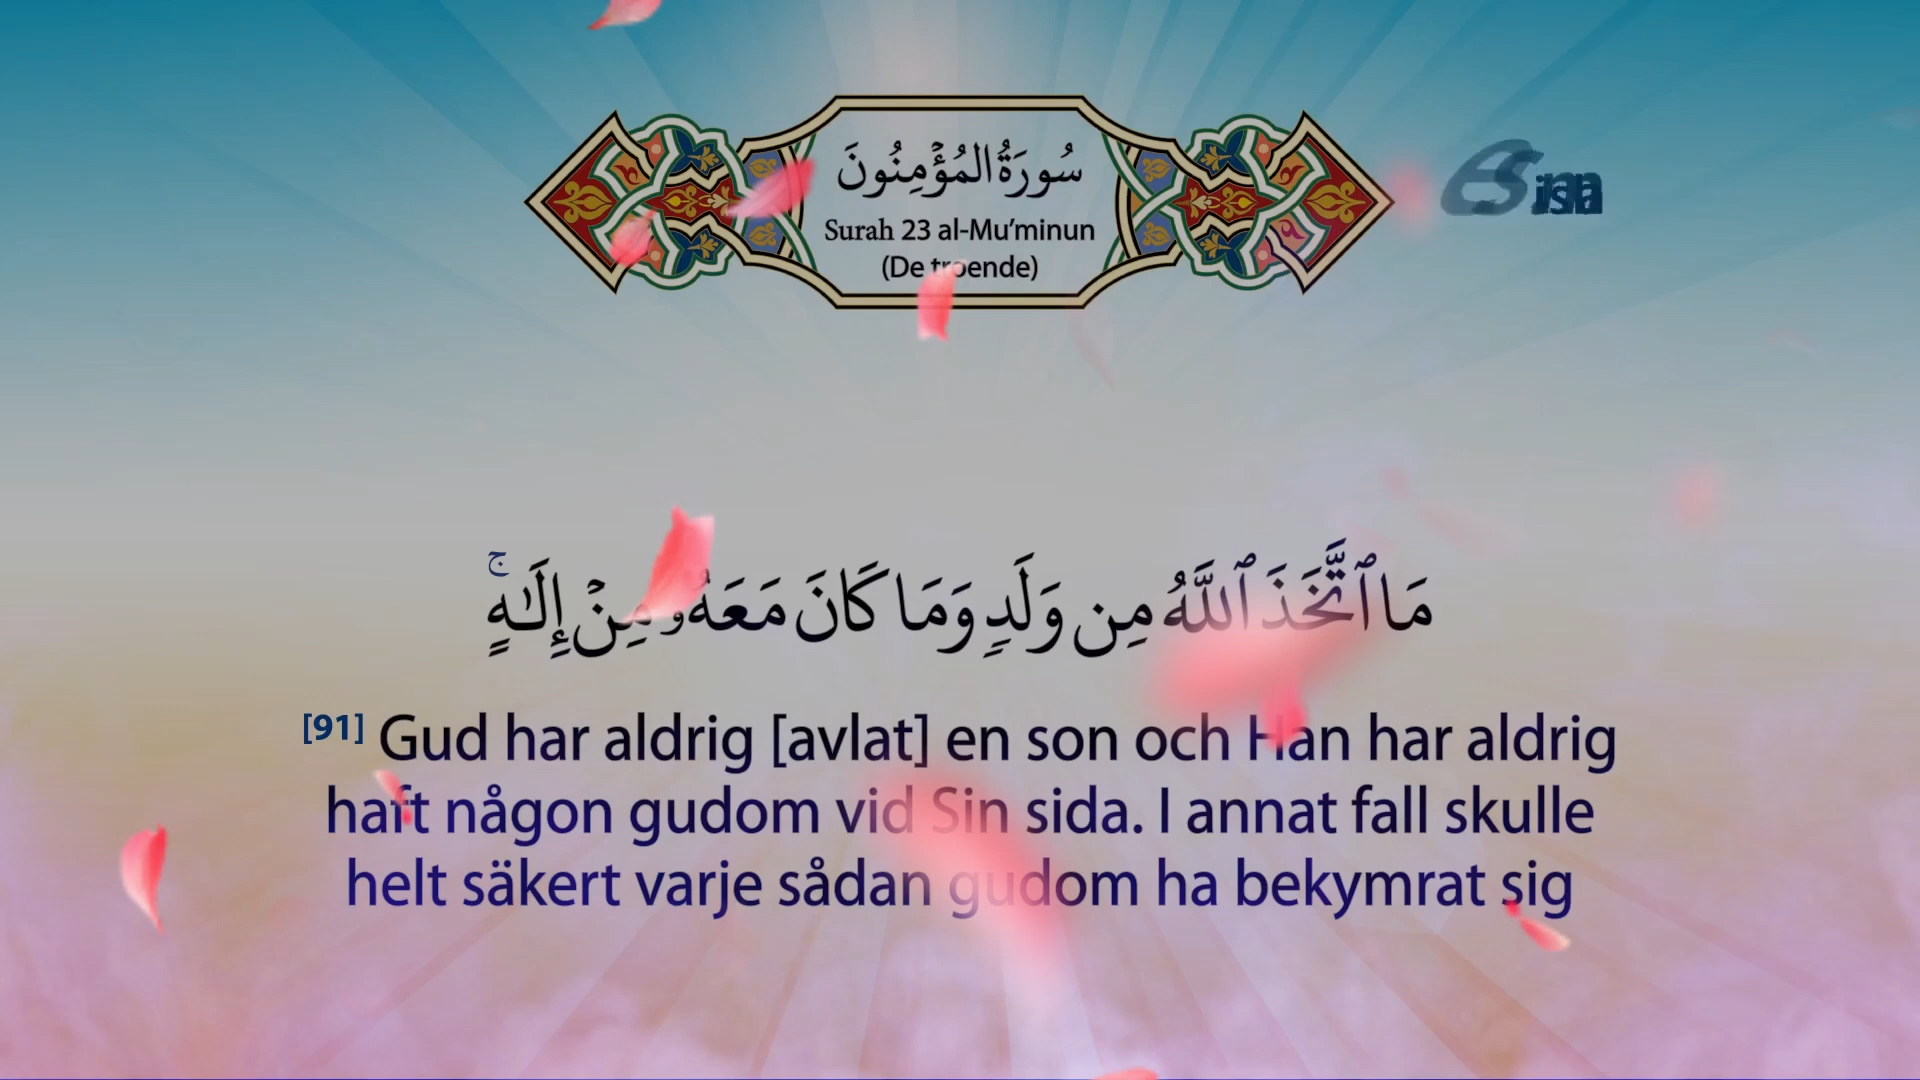 سُورَةُ المُؤْمِنُونَ
Surah 23 al-Mu’minun
(De troende)
مَا ٱتَّخَذَ ٱللَّهُ مِن وَلَدٍ وَمَا كَانَ مَعَهُۥ مِنْ إِلَـٰهٍ ۚ
[91] Gud har aldrig [avlat] en son och Han har aldrig
haft någon gudom vid Sin sida. I annat fall skulle
helt säkert varje sådan gudom ha bekymrat sig